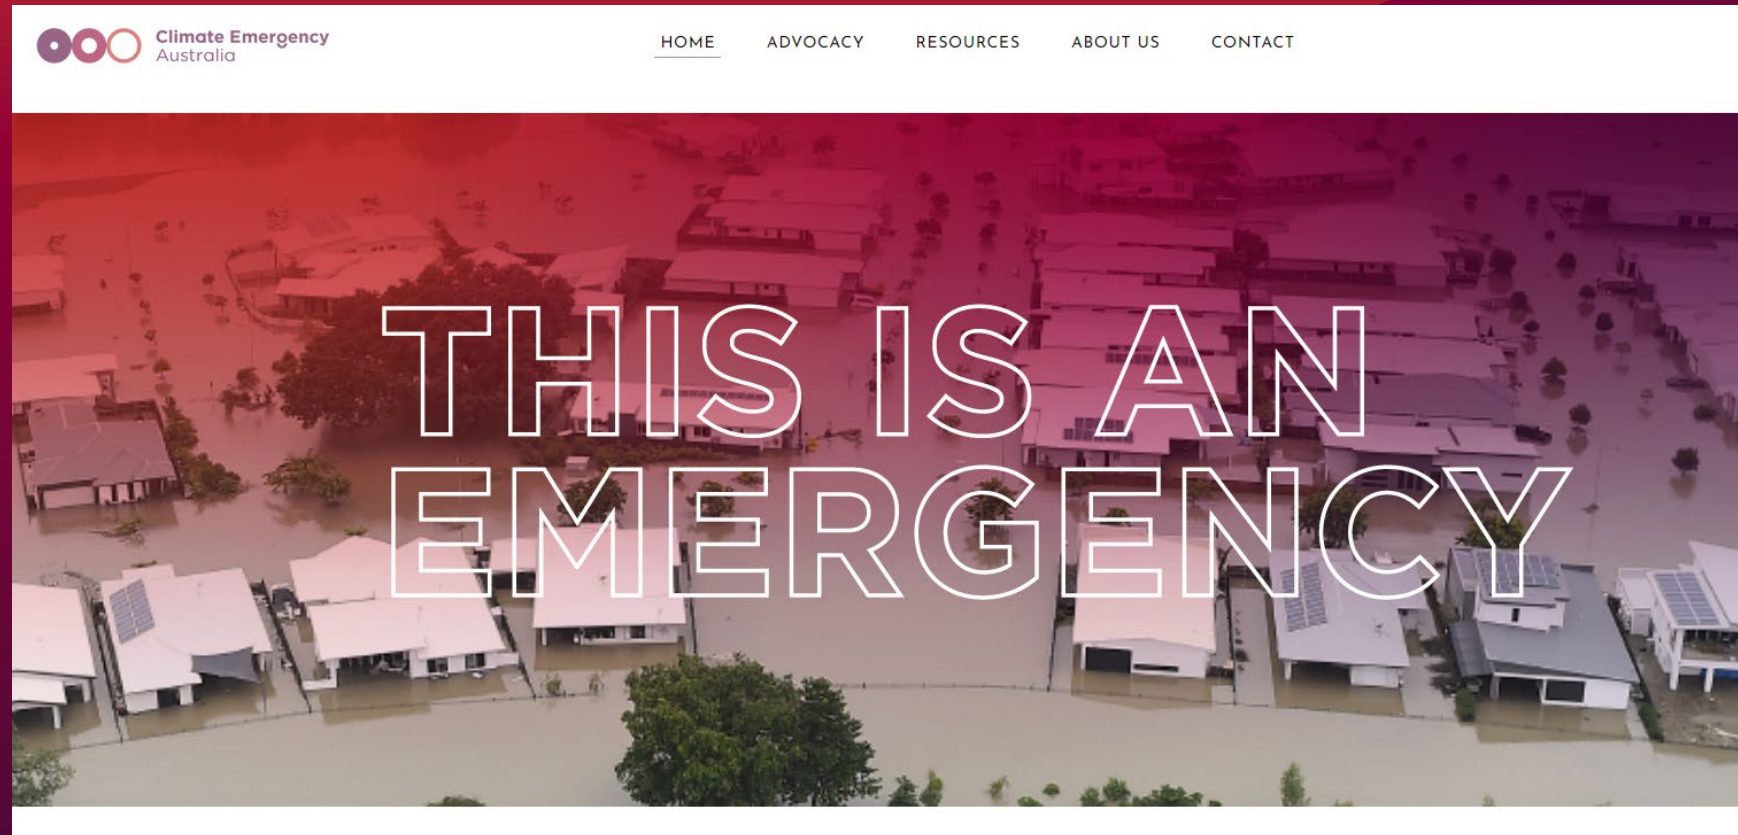 Climate Emergency
Australia
HOME ADVOCACY RESOURCES ABOUT US CONTACT
THIS IS AN
EMERGENCY